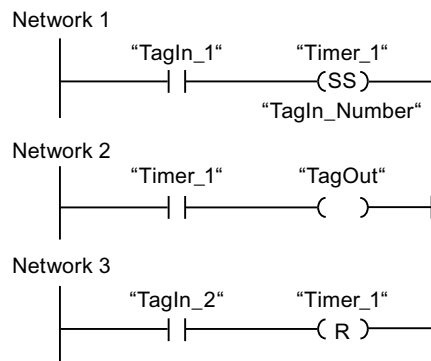 Network 1
“TagIn_1“ “Timer_1“
SS
“TagIn_Number“
Network 2
“Timer_1“ “TagOut“
Network 3
“TagIn_2“ “Timer_1“
R